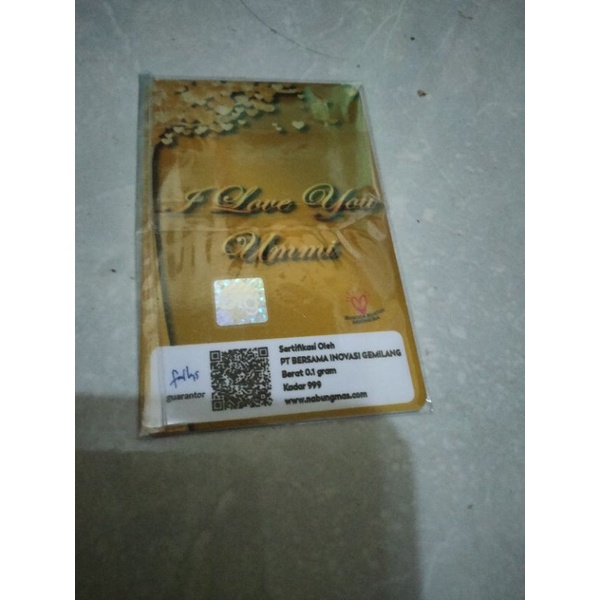 I Love You
Ummi
Sertifikasi Oleh
PT BERSAMA INOVASI GEMILANG
Berat 0.1 gram
Kadar 999
www.nabungmas.com
guarantor